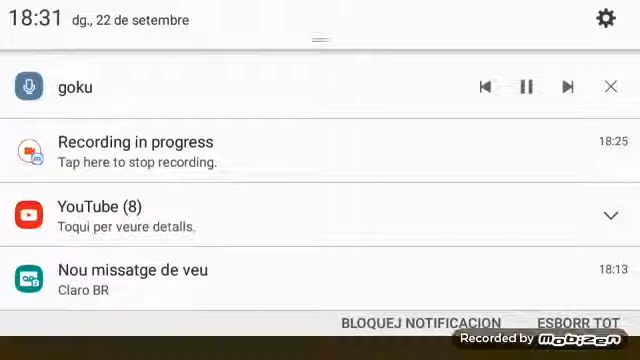 18:31 dg., 22 de setembre
goku
Recording in progress 18:25
Tap here to stop recording.
YouTube (8)
Toqui per veure detalls.
Nou missatge de veu 18:13
Claro BR
BLOQUEJ NOTIFICACION ESBORR TOT
Recorded by mobizen